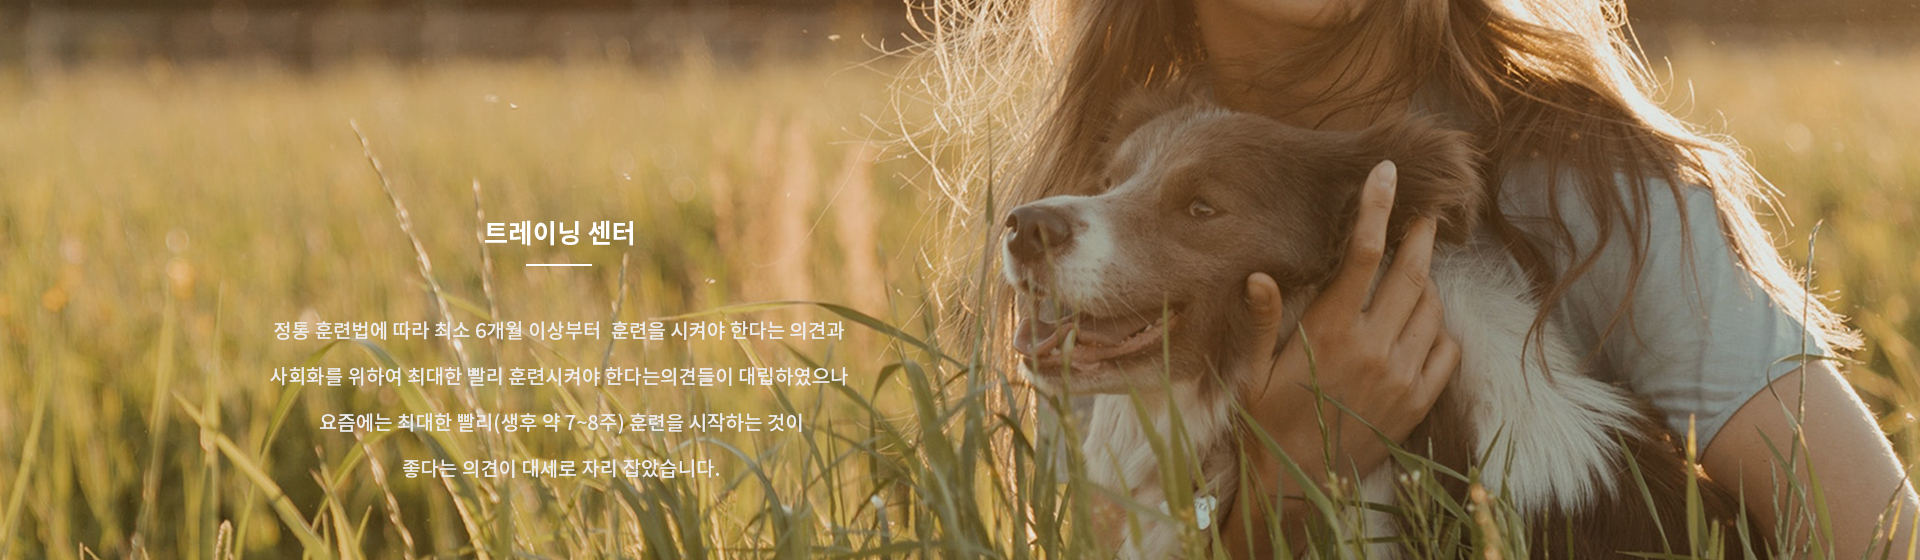 트레이닝 센터
정통 훈련법에 따라 최소 6개월 이상부터 훈련을 시켜야 한다는 의견과
사회화를 위하여 최대한 빨리 훈련시켜야 한다는의견들이 대립하였으나
요즘에는 최대한 빨리(생후 약 7~8주) 훈련을 시작하는 것이
좋다는 의견이 대세로 자리 잡았습니다.